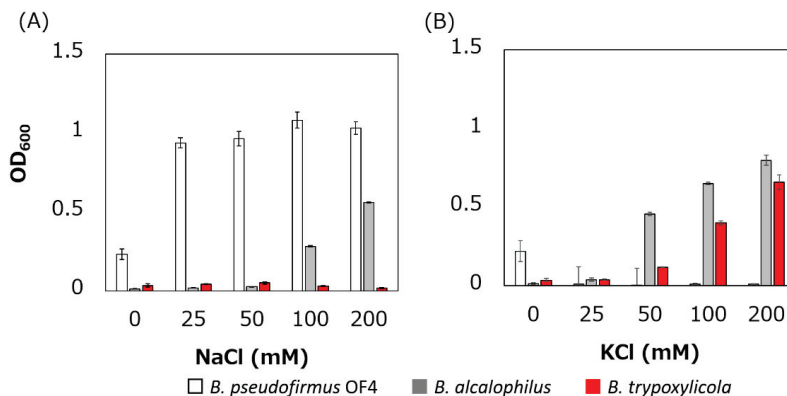 (A)
(B)
1.5
1
0.5
0
OD600
0 25 50 100 200
NaCl (mM)
1.5
1
0.5
0
0 25 50 100 200
KCl (mM)
B. pseudofirmus OF4 B. alcalophilus B. trypoxylicola